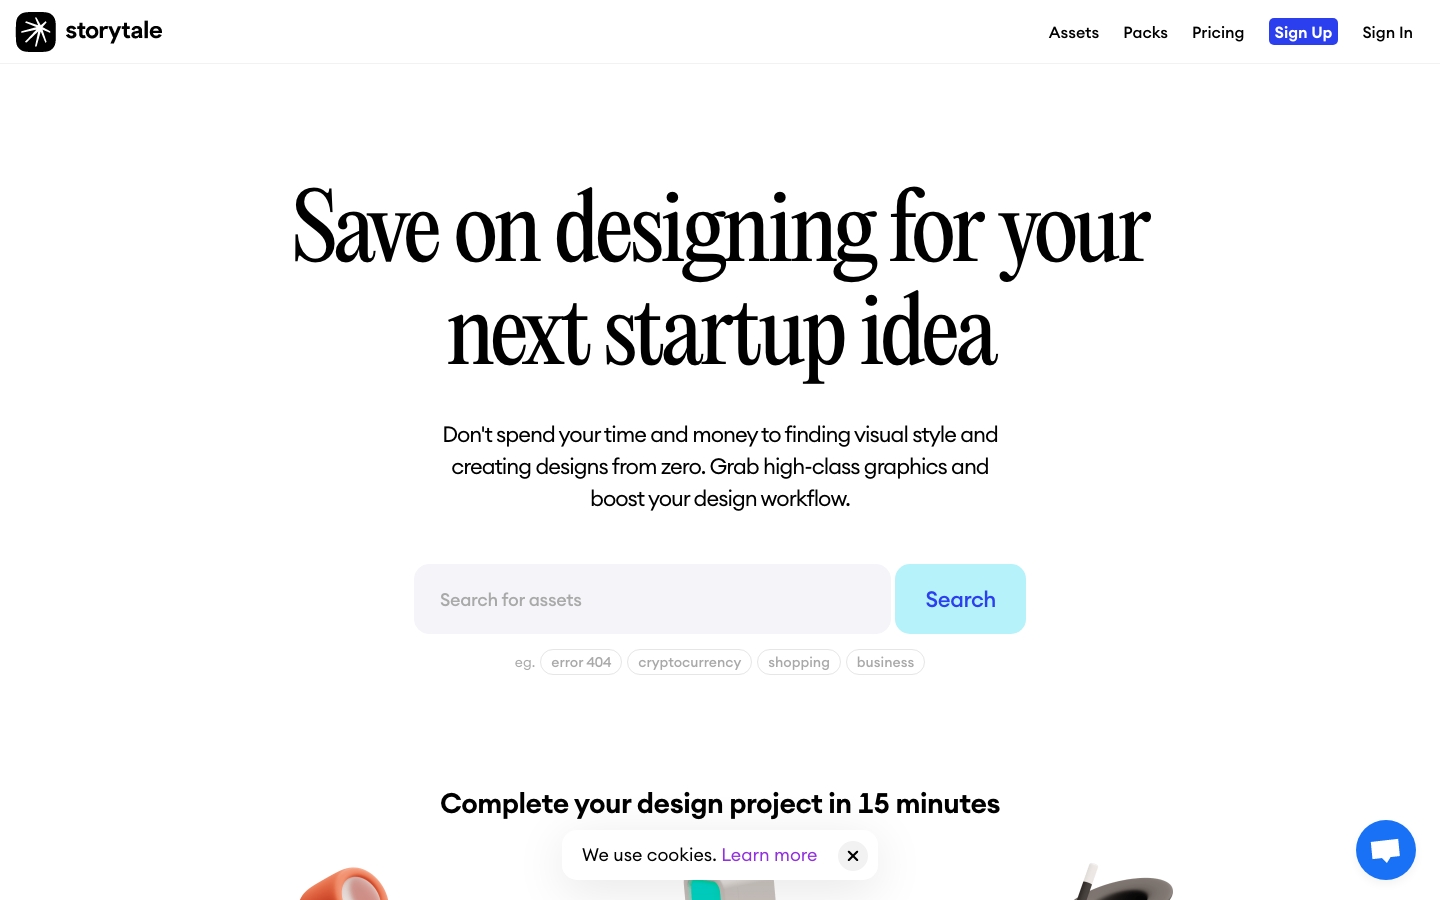 storytale
Assets
Packs
Pricing
Sign Up
Sign In
Save on designing for your
next startup idea
Don't spend your time and money to finding visual style and
creating designs from zero. Grab high-class graphics and
boost your design workflow.
Search for assets
Search
eg.
error 404
cryptocurrency
shopping
business
Complete your design project in 15 minutes
We use cookies. Learn more